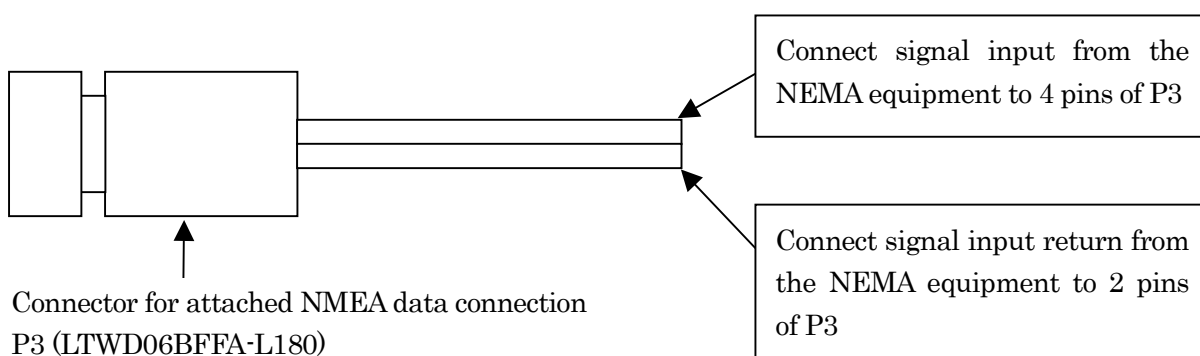 Connect signal input from the
NEMA equipment to 4 pins of P3
Connect signal input return from
the NEMA equipment to 2 pins
of P3
Connector for attached NMEA data connection
P3 (LTWD06BFFA-L180)